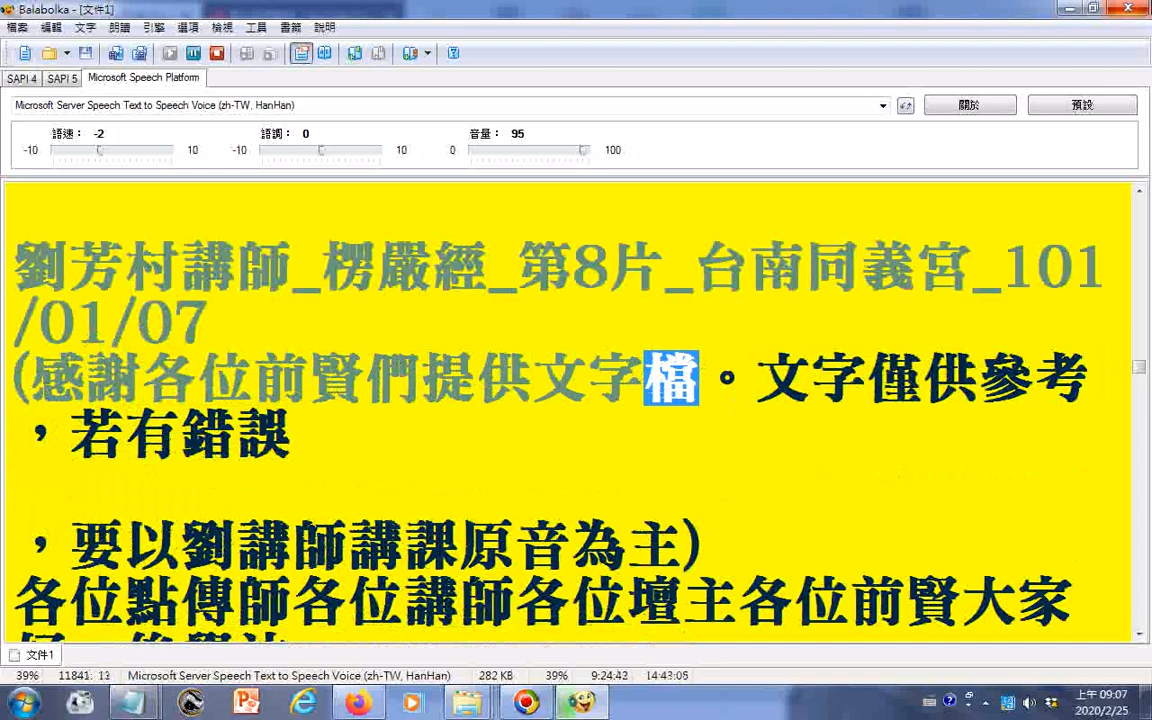 Balabolka - [文件1]
檔案 編輯 文字 朗讀 引擎 選項 檢視 工具 書籤 說明
SAPI 4 SAPI 5 Microsoft Speech Platform
Microsoft Server Speech Text to Speech Voice (zh-TW, HanHan) 關於 預設
語速： -2 語調： 0 音量： 95
-10 10 -10 10 0 100
劉芳村講師_楞嚴經_第8片_台南同義宮_101
/01/07
(感謝各位前賢們提供文字檔。文字僅供參考
，若有錯誤
，要以劉講師講課原音為主)
各位點傳師各位講師各位壇主各位前賢大家
文件1
39% 11841: 13 Microsoft Server Speech Text to Speech Voice (zh-TW, HanHan) 282 KB 39% 9:24:42 14:43:05
上午 09:07
2020/2/25